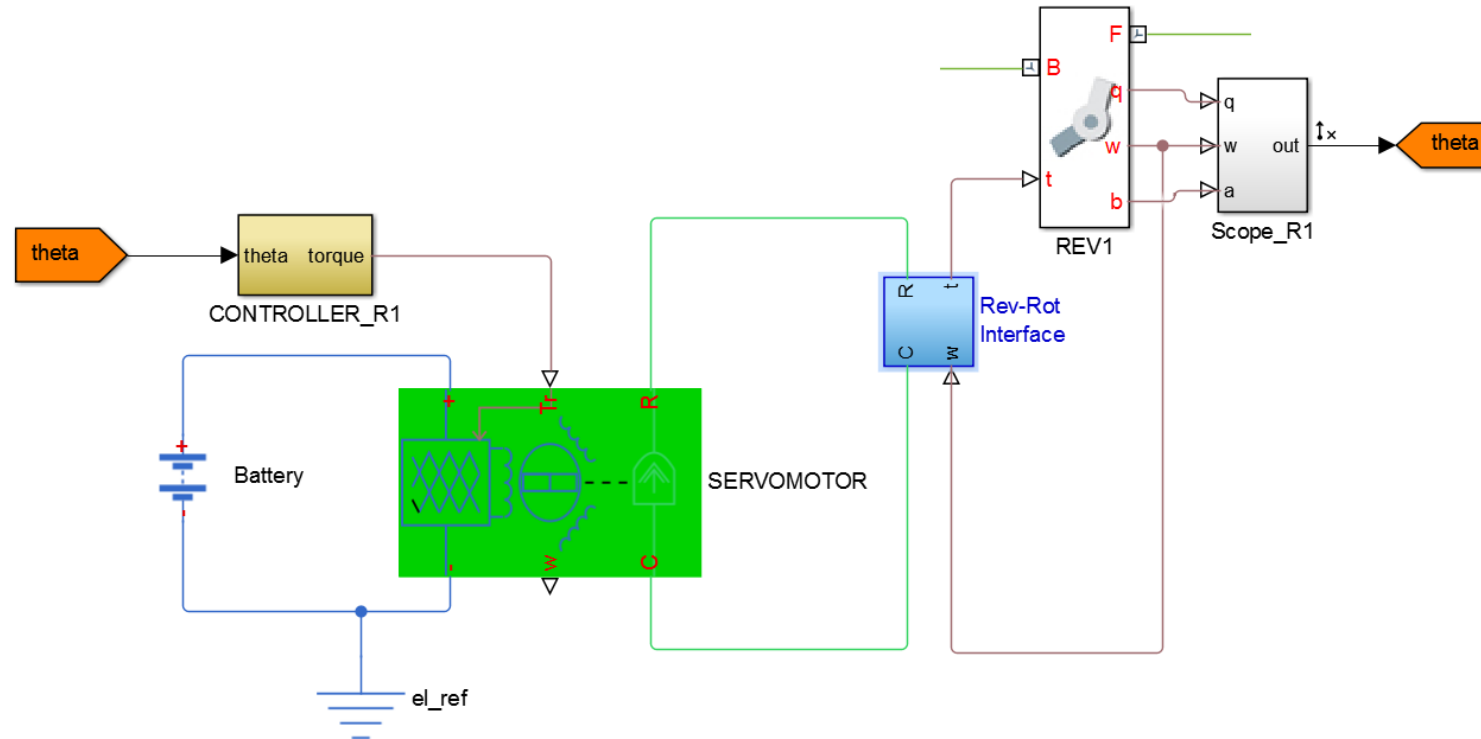 F
B
q
q
theta
w
w
out
t
b
a
REV1
Scope_R1
theta
theta
torque
CONTROLLER_R1
R
t
Rev-Rot
Interface
C
w
+
Tr
R
+
Battery
SERVOMOTOR
-
-
w
C
el_ref